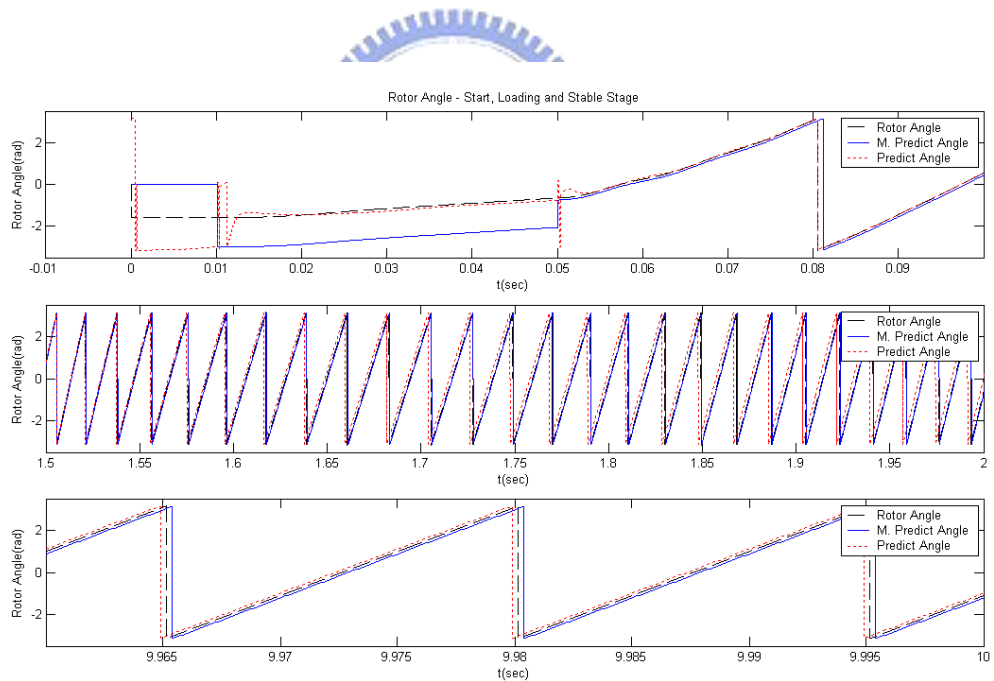 Rotor Angle - Start, Loading and Stable Stage
Rotor Angle(rad)
2
0
-2
Rotor Angle
M. Predict Angle
Predict Angle
-0.01 0 0.01 0.02 0.03 0.04 0.05 0.06 0.07 0.08 0.09
t(sec)
Rotor Angle(rad)
2
0
-2
Rotor Angle
M. Predict Angle
Predict Angle
1.5 1.55 1.6 1.65 1.7 1.75 1.8 1.85 1.9 1.95 2
t(sec)
Rotor Angle(rad)
2
0
-2
Rotor Angle
M. Predict Angle
Predict Angle
9.965 9.97 9.975 9.98 9.985 9.99 9.995 10
t(sec)